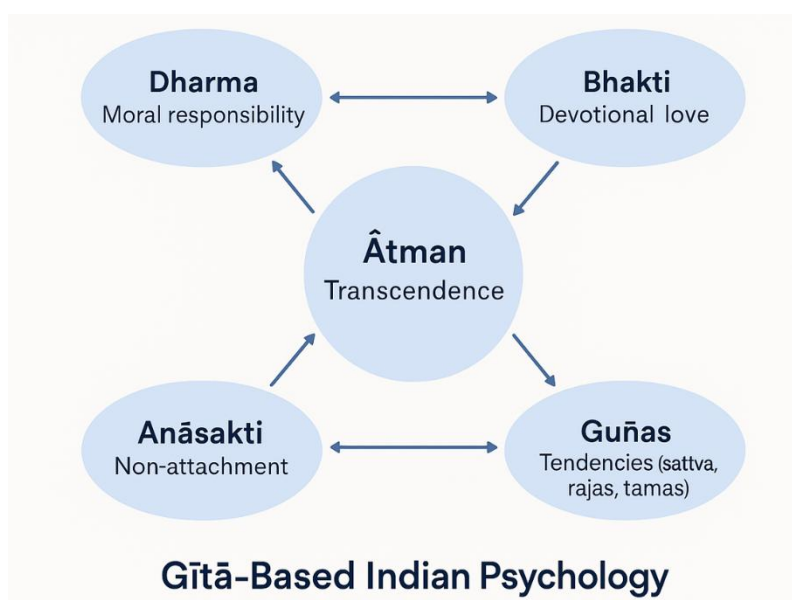 Dharma
Moral responsibility
Bhakti
Devotional love
Âtman
Transcendence
Anāsakti
Non-attachment
Guñas
Tendencies (sattva,
rajas, tamas)
Gītā-Based Indian Psychology